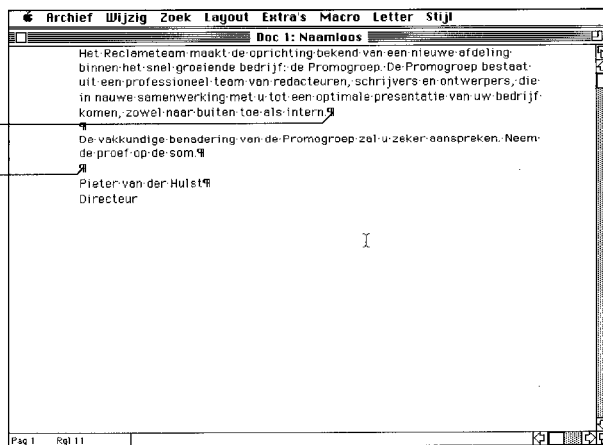 Archief Wijzig Zoek Layout Extra's Macro Letter Stijl
Doc 1: Naamloos
Het·Reclameteam·maakt·de·oprichting·bekend·van·een·nieuwe·afdeling·
binnen·het·snel·groeiende·bedrijf:·de·Promogroep.·De·Promogroep·bestaat·
uit·een·professioneel·team·van·redacteuren,·schrijvers·en·ontwerpers,·die·
in·nauwe·samenwerking·met·u·tot·een·optimale·presentatie·van·uw·bedrijf·
komen,·zowel·naar·buiten·toe·als·intern.¶
¶
De·vakkundige·benadering·van·de·Promogroep·zal·u·zeker·aanspreken.·Neem·
de·proef·op·de·som.¶
¶
Pieter·van·der·Hulst¶
Directeur
Pag 1 Rgl 11